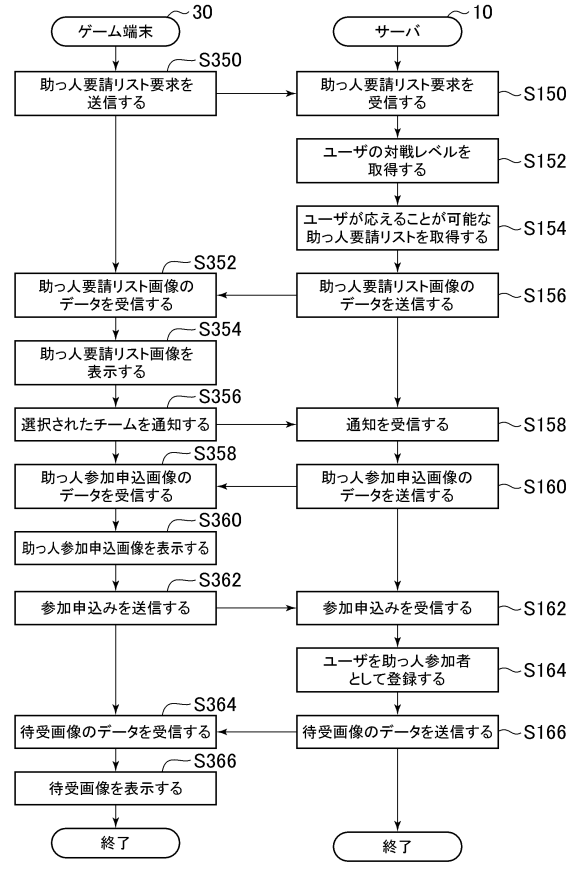 30
ゲーム端末
10
サーバ
S350
助っ人要請リスト要求を
送信する
助っ人要請リスト要求を
受信する
S150
ユーザの対戦レベルを
取得する
S152
ユーザが応えることが可能な
助っ人要請リストを取得する
S154
S352
助っ人要請リスト画像の
データを受信する
助っ人要請リスト画像の
データを送信する
S156
S354
助っ人要請リスト画像を
表示する
S356
選択されたチームを通知する
通知を受信する
S158
S358
助っ人参加申込画像の
データを受信する
助っ人参加申込画像の
データを送信する
S160
S360
助っ人参加申込画像を表示する
S362
参加申込みを送信する
参加申込みを受信する
S162
ユーザを助っ人参加者
として登録する
S164
S364
待受画像のデータを受信する
待受画像のデータを送信する
S166
S366
待受画像を表示する
終了
終了